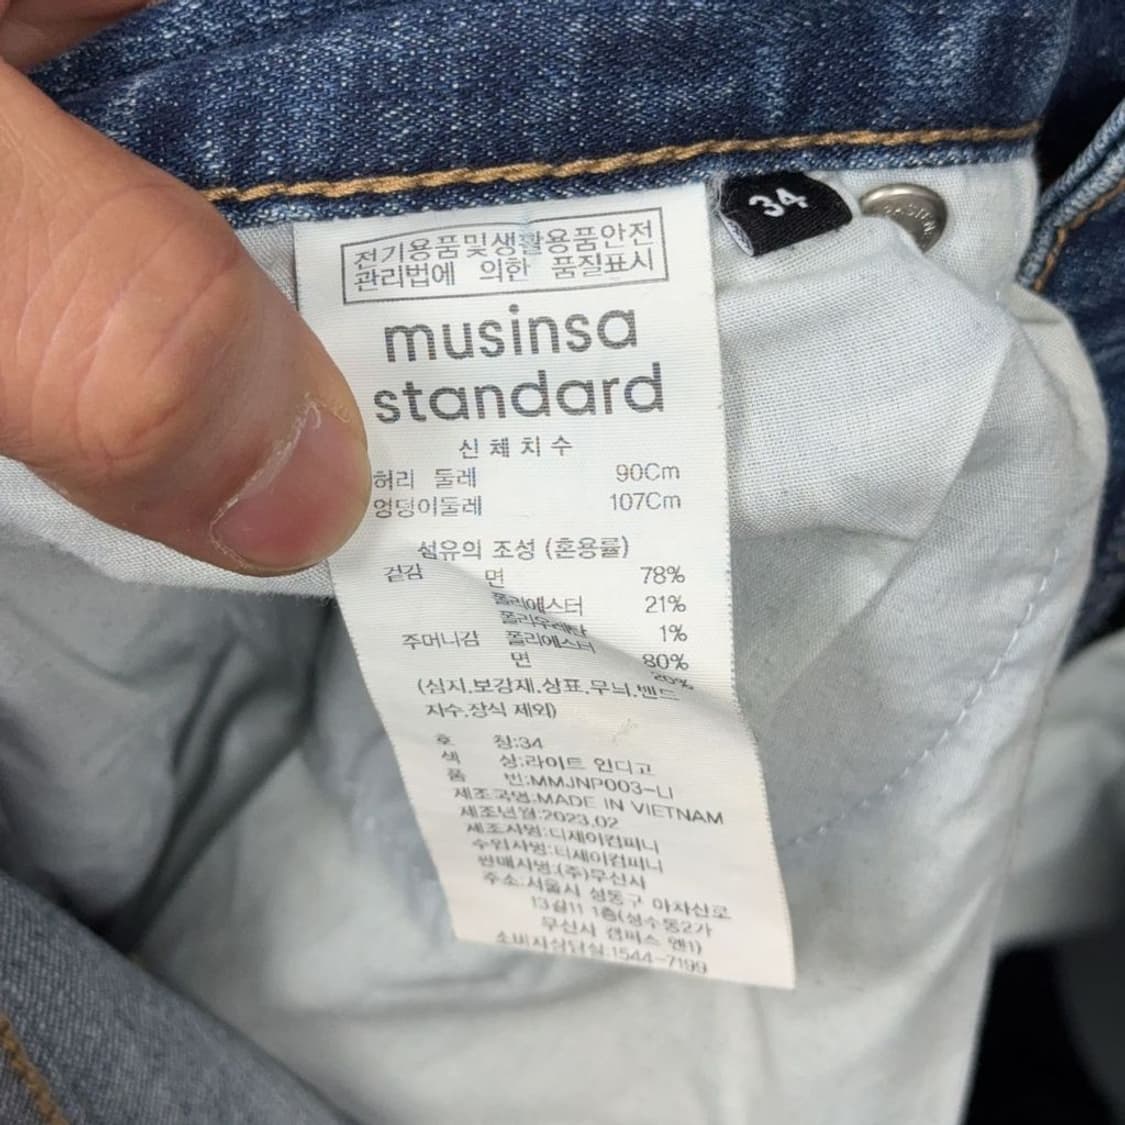 전기용품및생활용품안전
관리법에 의한 품질표시
34
musinsa
standard
신체치수
허리 둘레 90Cm
엉덩이둘레 107Cm
섬유의 조성 (혼용률)
겉감 면 78%
폴리에스터 21%
폴리우레탄 1%
주머니감 폴리에스터 80%
면 20%
(심지.보강재.상표.무늬.밴드
자수.장식 제외)
호 칭:34
색 상:라이트 인디고
품 번:MMJNP003-LI
제조국명:MADE IN VIETNAM
제조년월:2023.02
제조사명:디제이컴퍼니
수입사명:디제이컴퍼니
판매사명:(주)무신사
주소:서울시 성동구 아차산로
13길11 1층(성수동2가
무신사 캠퍼스 엔1)
소비자상담실:1544-7199